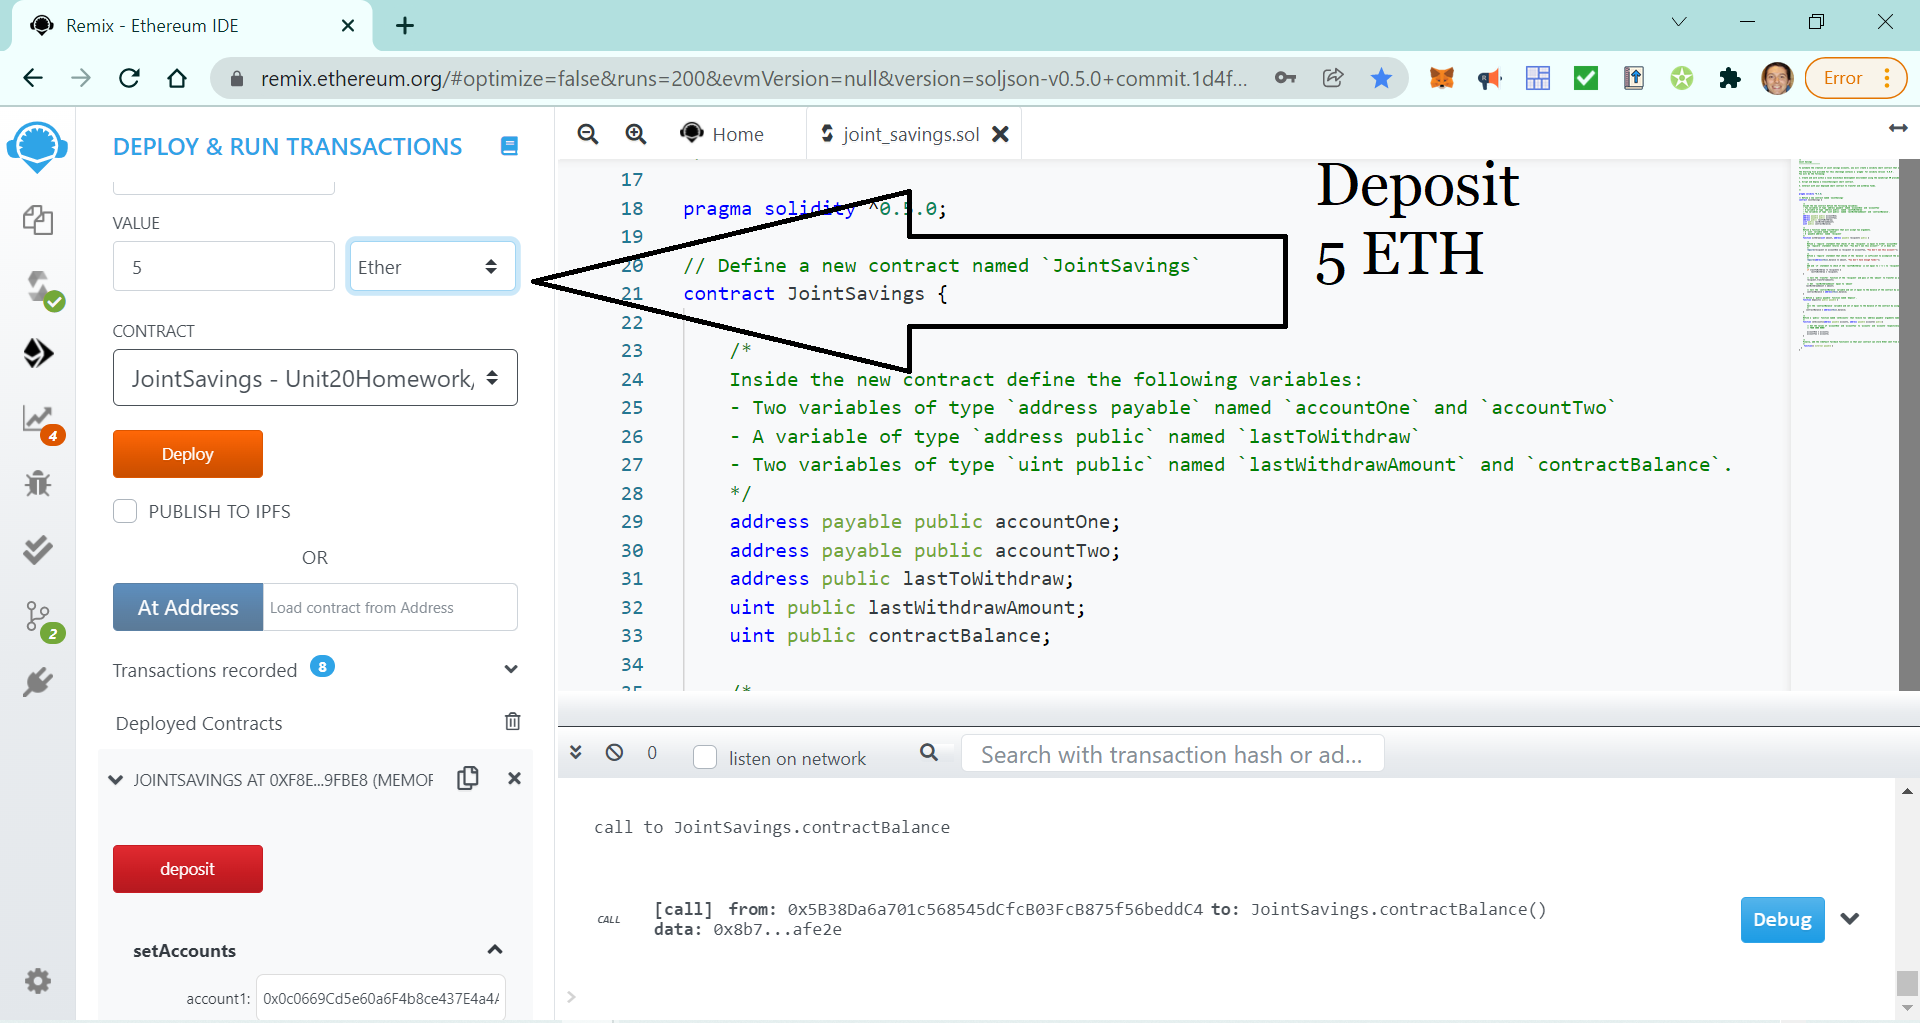 Remix - Ethereum IDE
remix.ethereum.org/#optimize=false&runs=200&evmVersion=null&version=soljson-v0.5.0+commit.1d4f...
Error
DEPLOY & RUN TRANSACTIONS
VALUE
5
Ether
CONTRACT
JointSavings - Unit20Homework,
Deploy
PUBLISH TO IPFS
OR
At Address
Load contract from Address
Transactions recorded 8
Deployed Contracts
JOINTSAVINGS AT 0XF8E...9FBE8 (MEMOR
deposit
setAccounts
account1:
0x0c0669Cd5e60a6F4b8ce437E4a4A
4
2
Home
joint_savings.sol
17
18 pragma solidity ^0.5.0;
19
20 // Define a new contract named `JointSavings`
21 contract JointSavings {
22
23 /*
24 Inside the new contract define the following variables:
25 - Two variables of type `address payable` named `accountOne` and `accountTwo`
26 - A variable of type `address public` named `lastToWithdraw`
27 - Two variables of type `uint public` named `lastWithdrawAmount` and `contractBalance`.
28 */
29 address payable public accountOne;
30 address payable public accountTwo;
31 address public lastToWithdraw;
32 uint public lastWithdrawAmount;
33 uint public contractBalance;
34
35 /*
Deposit
5 ETH
0
listen on network
Search with transaction hash or ad...
call to JointSavings.contractBalance
CALL
[call] from: 0x5B38Da6a701c568545dCfcB03FcB875f56beddC4 to: JointSavings.contractBalance()
data: 0x8b7...afe2e
Debug
>